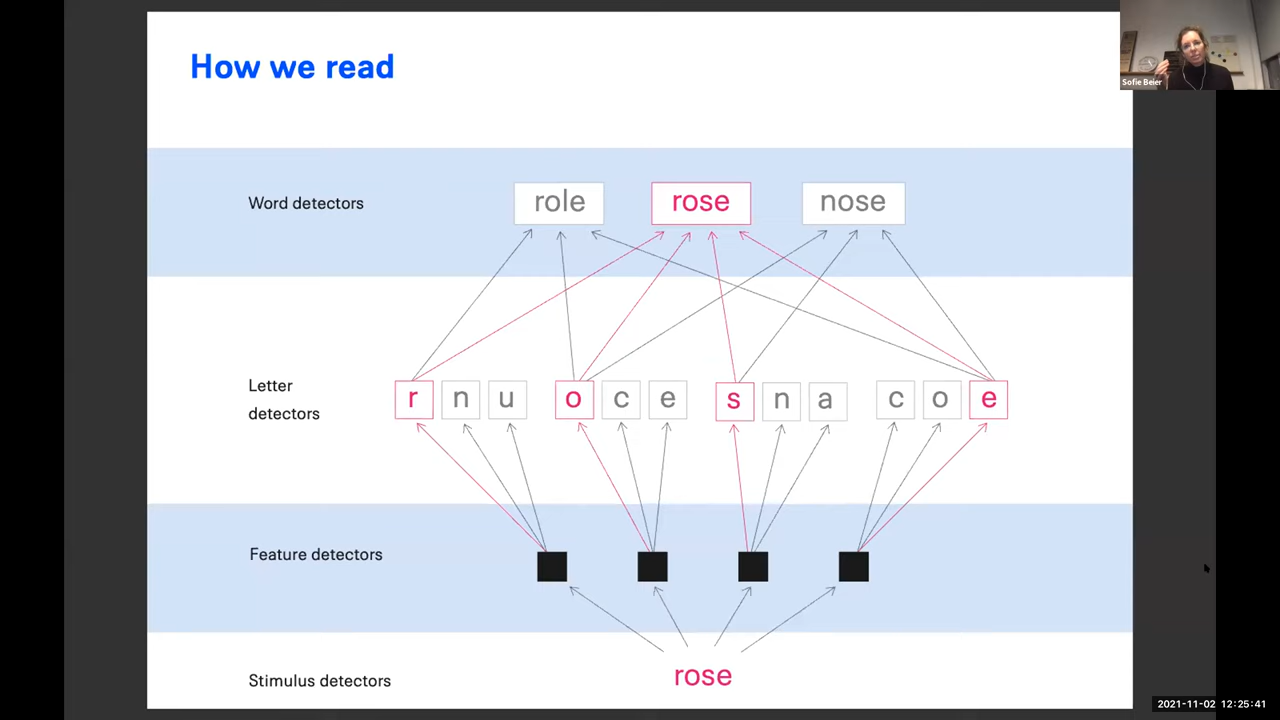 How we read
Sofie Beier
Word detectors
role rose nose
Letter
detectors
r n u o c e s n a c o e
Feature detectors
rose
Stimulus detectors
2021-11-02 12:25:41